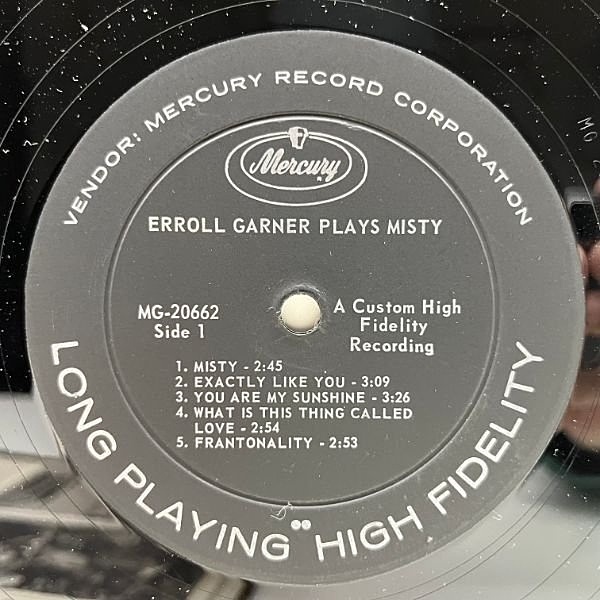 VENDOR: MERCURY RECORD CORPORATION
Mercury
ERROLL GARNER PLAYS MISTY
MG-20662
Side 1
A Custom High
Fidelity
Recording
1. MISTY - 2:45
2. EXACTLY LIKE YOU - 3:09
3. YOU ARE MY SUNSHINE - 3:26
4. WHAT IS THIS THING CALLED
LOVE - 2:54
5. FRANTONALITY - 2:53
LONG PLAYING HIGH FIDELITY
MG